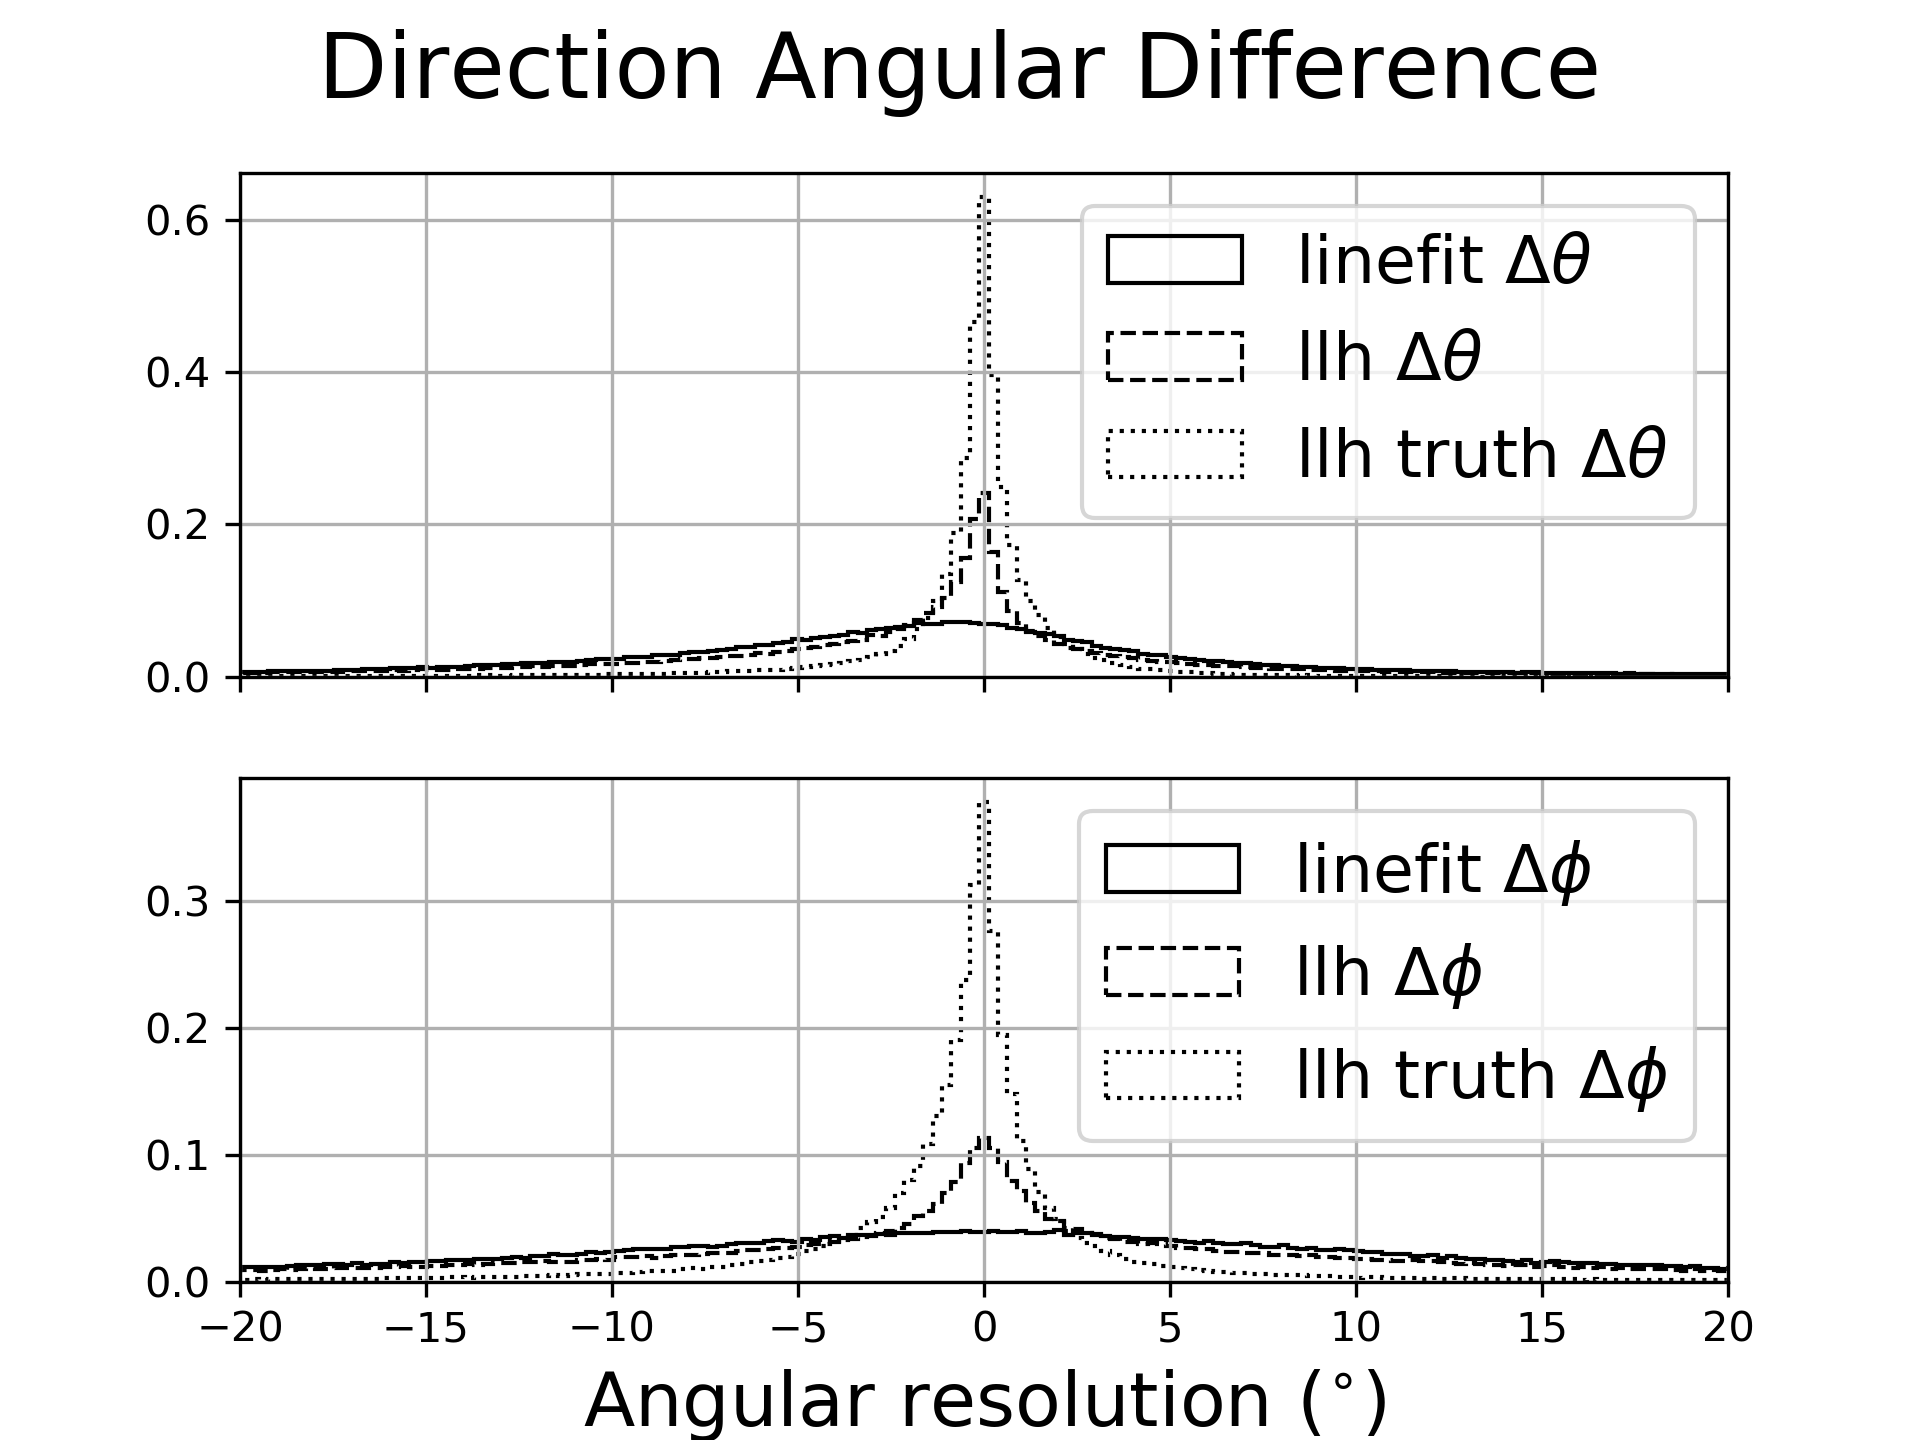 Direction Angular Difference
0.6
0.4
0.2
0.0
linefit Δθ
llh Δθ
llh truth Δθ
0.3
0.2
0.1
0.0
linefit Δϕ
llh Δϕ
llh truth Δϕ
−20 −15 −10 −5 0 5 10 15 20
Angular resolution (°)